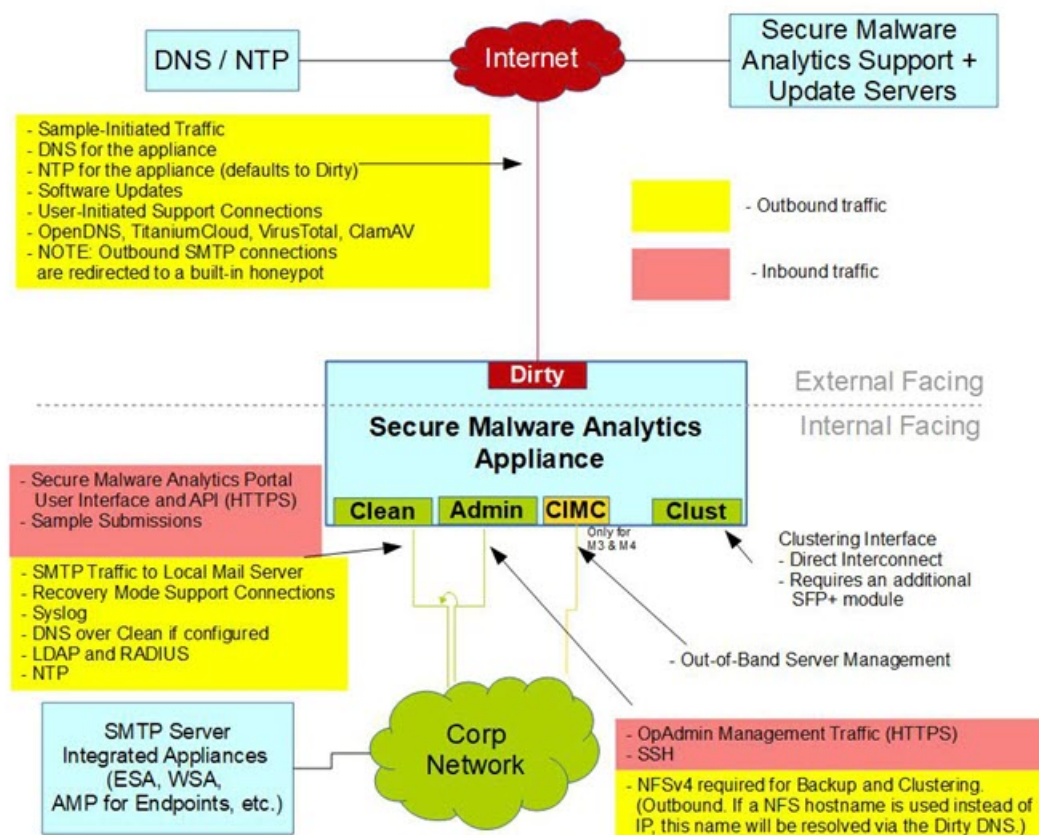 DNS / NTP
Internet
Secure Malware
Analytics Support +
Update Servers
- Sample-Initiated Traffic
- DNS for the appliance
- NTP for the appliance (defaults to Dirty)
- Software Updates
- User-Initiated Support Connections
- OpenDNS, TitaniumCloud, VirusTotal, ClamAV
- NOTE: Outbound SMTP connections
are redirected to a built-in honeypot
- Outbound traffic
- Inbound traffic
Dirty
External Facing
Internal Facing
Secure Malware Analytics
Appliance
Clean
Admin
CIMC
Clust
Only for
M3 & M4
- Secure Malware Analytics Portal
User Interface and API (HTTPS)
- Sample Submissions
- SMTP Traffic to Local Mail Server
- Recovery Mode Support Connections
- Syslog
- DNS over Clean if configured
- LDAP and RADIUS
- NTP
Clustering Interface
- Direct Interconnect
- Requires an additional
SFP+ module
- Out-of-Band Server Management
SMTP Server
Integrated Appliances
(ESA, WSA,
AMP for Endpoints, etc.)
Corp
Network
- OpAdmin Management Traffic (HTTPS)
- SSH
- NFSv4 required for Backup and Clustering.
(Outbound. If a NFS hostname is used instead of
IP, this name will be resolved via the Dirty DNS.)